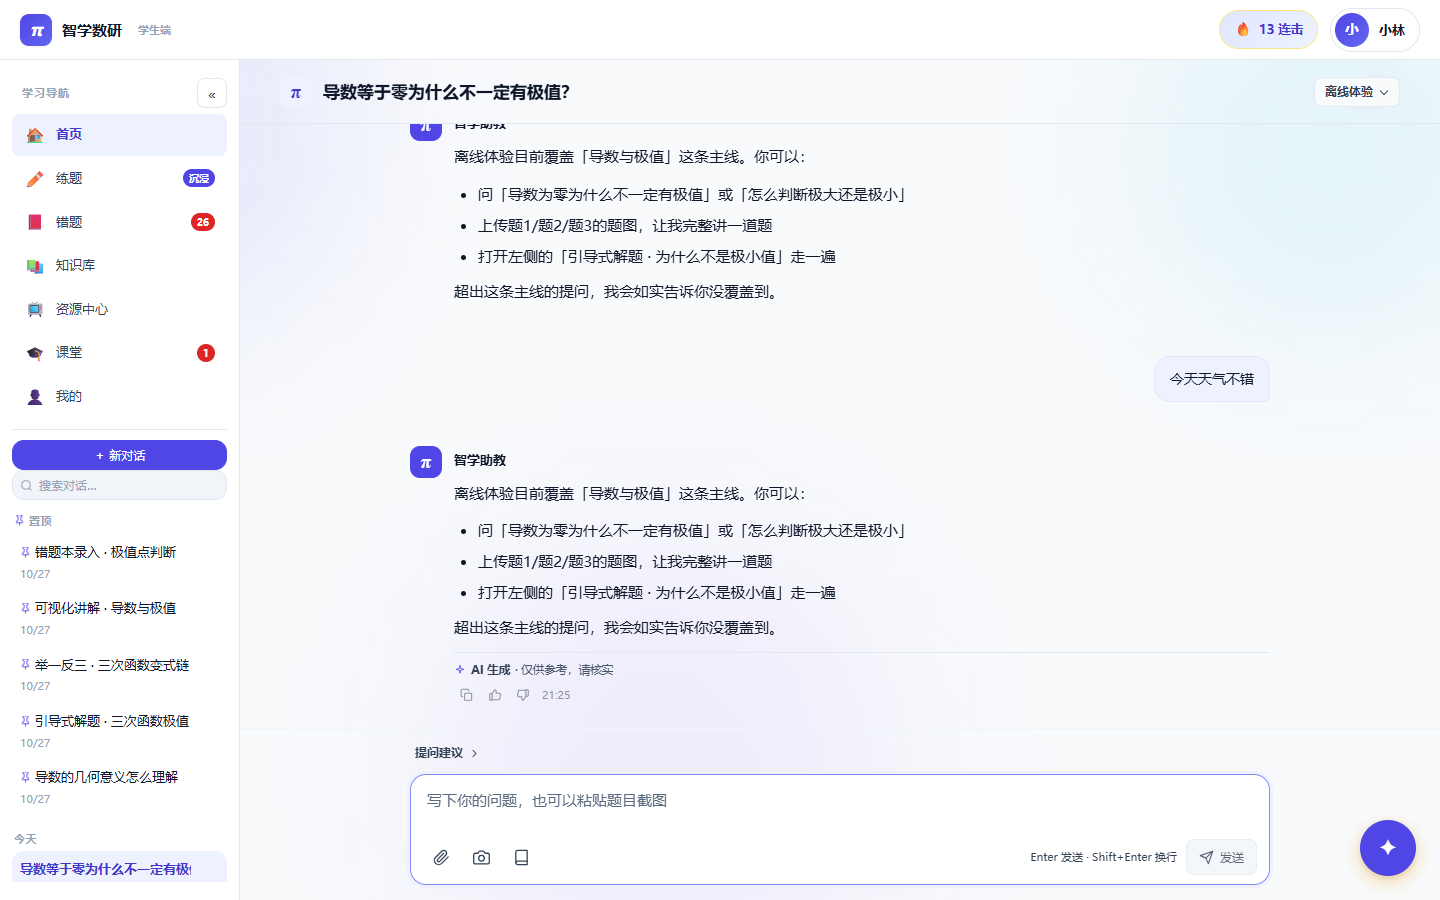 π 智学数研 学生端
13 连击
小 小林
学习导航 «
首页
练题 沉浸
错题 26
知识库
资源中心
课堂 1
我的
+ 新对话
搜索对话...
置顶
错题本录入 · 极值点判断
10/27
可视化讲解 · 导数与极值
10/27
举一反三 · 三次函数变式链
10/27
引导式解题 · 三次函数极值
10/27
导数的几何意义怎么理解
10/27
今天
导数等于零为什么不一定有极
π 导数等于零为什么不一定有极值？
离线体验
π 智学助教
离线体验目前覆盖「导数与极值」这条主线。你可以：
• 问「导数为零为什么不一定有极值」或「怎么判断极大还是极小」
• 上传题1/题2/题3的题图，让我完整讲一道题
• 打开左侧的「引导式解题 · 为什么不是极小值」走一遍
超出这条主线的提问，我会如实告诉你没覆盖到。
今天天气不错
π 智学助教
离线体验目前覆盖「导数与极值」这条主线。你可以：
• 问「导数为零为什么不一定有极值」或「怎么判断极大还是极小」
• 上传题1/题2/题3的题图，让我完整讲一道题
• 打开左侧的「引导式解题 · 为什么不是极小值」走一遍
超出这条主线的提问，我会如实告诉你没覆盖到。
AI 生成 · 仅供参考，请核实
21:25
提问建议
写下你的问题，也可以粘贴题目截图
Enter 发送 · Shift+Enter 换行 发送